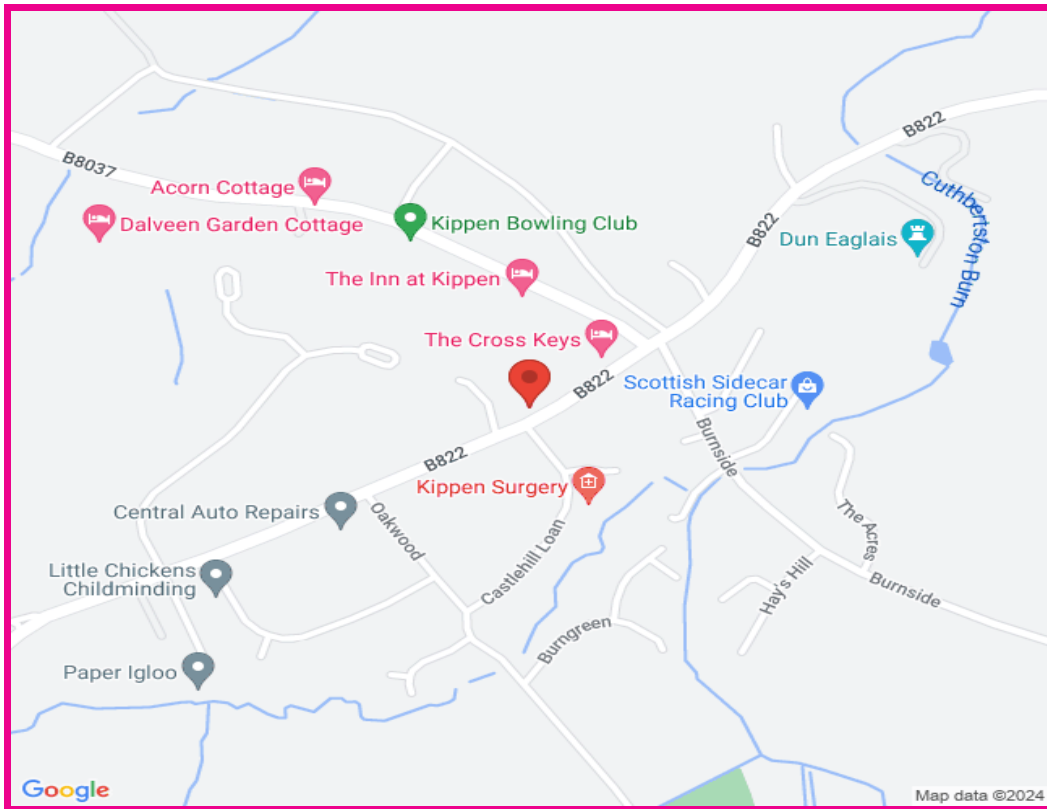 B822
B8037
Acorn Cottage
Cuthbertston Burn
Dalveen Garden Cottage
Kippen Bowling Club
B822
Dun Eaglais
The Inn at Kippen
The Cross Keys
B822
Scottish Sidecar
Racing Club
Burnside
B822
Kippen Surgery
Central Auto Repairs
Oakwood
The Acres
Castlehill Loan
Little Chickens
Childminding
Hay's Hill
Burnside
Burngreen
Paper Igloo
Google
Map data ©2024